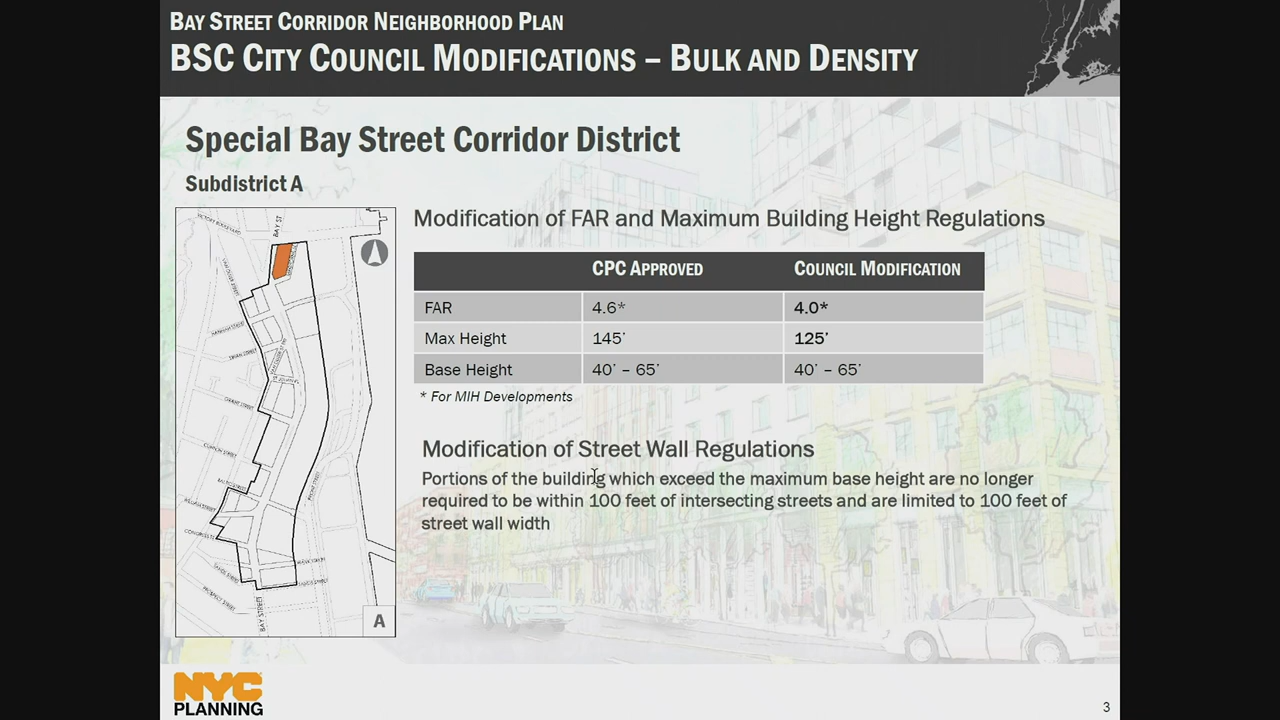 BAY STREET CORRIDOR NEIGHBORHOOD PLAN
BSC CITY COUNCIL MODIFICATIONS – BULK AND DENSITY
Special Bay Street Corridor District
Subdistrict A
BAY ST
BAY STREET
A
Modification of FAR and Maximum Building Height Regulations
CPC APPROVED COUNCIL MODIFICATION
FAR 4.6* 4.0*
Max Height 145’ 125’
Base Height 40’ – 65’ 40’ – 65’
* For MIH Developments
Modification of Street Wall Regulations
Portions of the building which exceed the maximum base height are no longer
required to be within 100 feet of intersecting streets and are limited to 100 feet of
street wall width
NYC
PLANNING
3